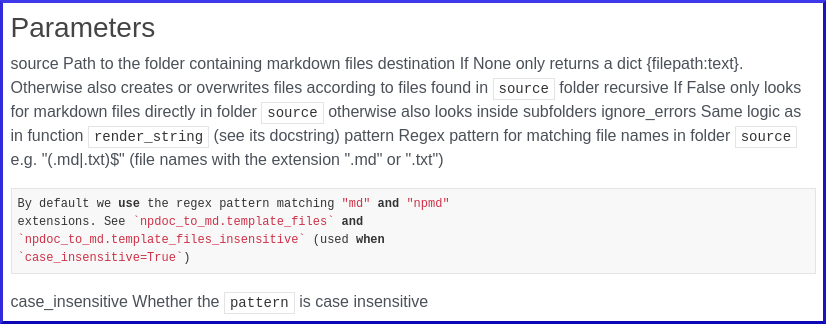 Parameters
source Path to the folder containing markdown files destination If None only returns a dict {filepath:text}.
Otherwise also creates or overwrites files according to files found in source folder recursive If False only looks
for markdown files directly in folder source otherwise also looks inside subfolders ignore_errors Same logic as
in function render_string (see its docstring) pattern Regex pattern for matching file names in folder source
e.g. "(.md|.txt)$" (file names with the extension ".md" or ".txt")
By default we use the regex pattern matching "md" and "npmd"
extensions. See `npdoc_to_md.template_files` and
`npdoc_to_md.template_files_insensitive` (used when
`case_insensitive=True`)
case_insensitive Whether the pattern is case insensitive